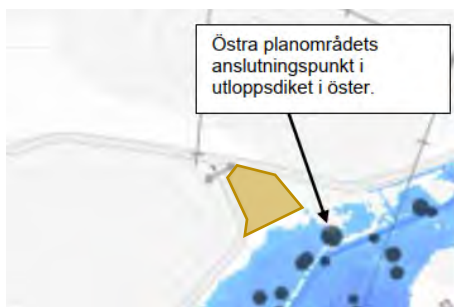 Östra planområdets
anslutningspunkt i
utloppsdiket i öster.